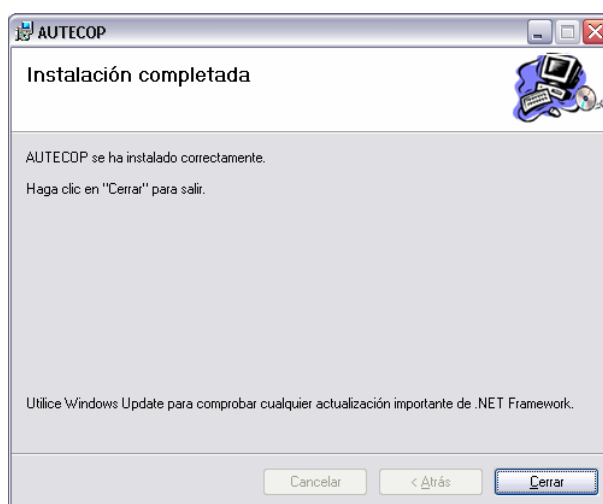 AUTECOP
Instalación completada
AUTECOP se ha instalado correctamente.
Haga clic en "Cerrar" para salir.
Utilice Windows Update para comprobar cualquier actualización importante de .NET Framework.
Cancelar < Atrás Cerrar